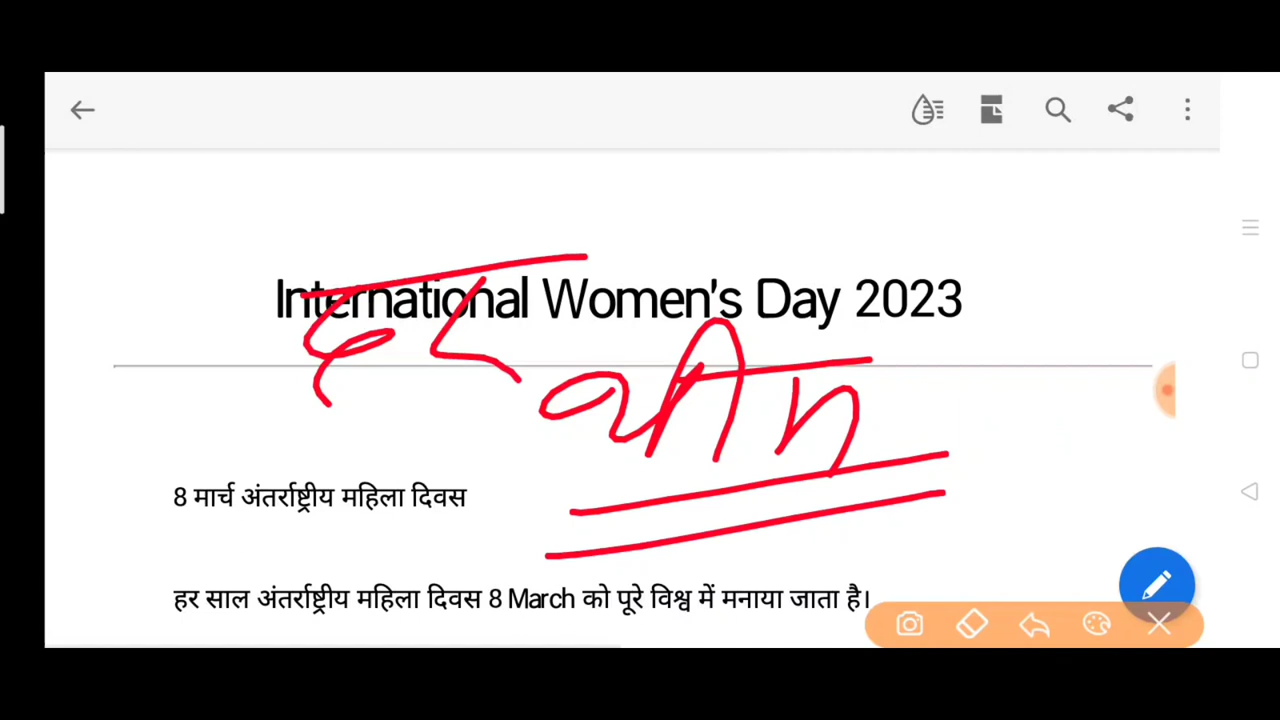 International Women's Day 2023
8 मार्च अंतर्राष्ट्रीय महिला दिवस
हर साल अंतर्राष्ट्रीय महिला दिवस 8 March को पूरे विश्व में मनाया जाता है।